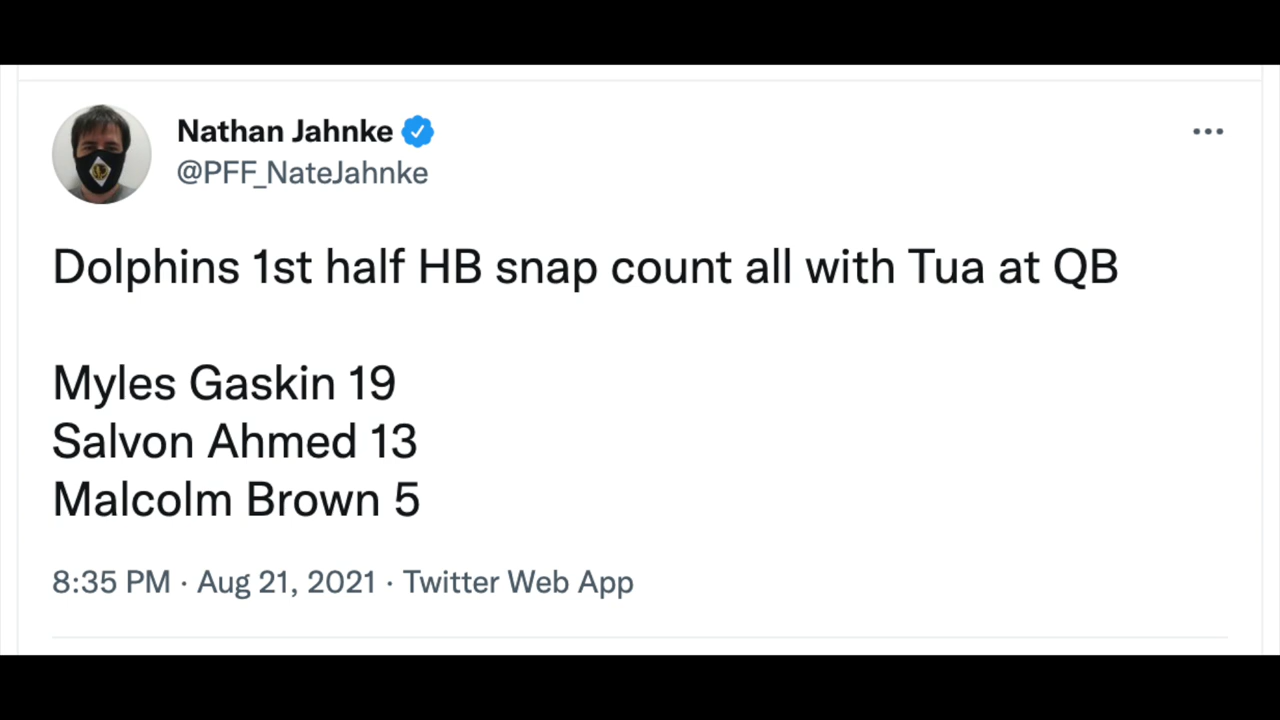 Nathan Jahnke
@PFF_NateJahnke
Dolphins 1st half HB snap count all with Tua at QB
Myles Gaskin 19
Salvon Ahmed 13
Malcolm Brown 5
8:35 PM · Aug 21, 2021 · Twitter Web App